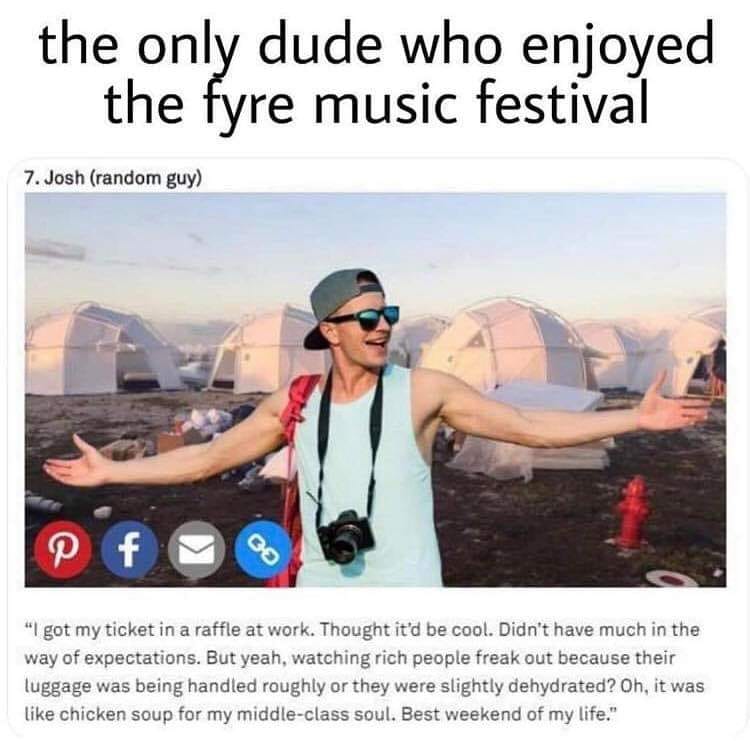 the only dude who enjoyed
the fyre music festival
7. Josh (random guy)
"I got my ticket in a raffle at work. Thought it'd be cool. Didn't have much in the
way of expectations. But yeah, watching rich people freak out because their
luggage was being handled roughly or they were slightly dehydrated? Oh, it was
like chicken soup for my middle-class soul. Best weekend of my life."